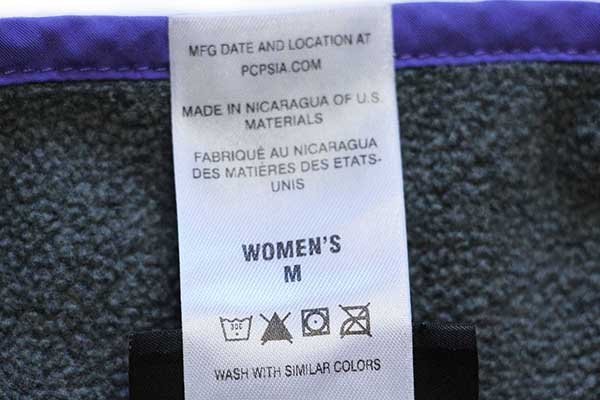 MFG DATE AND LOCATION AT
PCPSIA.COM
MADE IN NICARAGUA OF U.S.
MATERIALS
FABRIQUÉ AU NICARAGUA
DES MATIÈRES DES ETATS-
UNIS
WOMEN'S
M
30C
WASH WITH SIMILAR COLORS